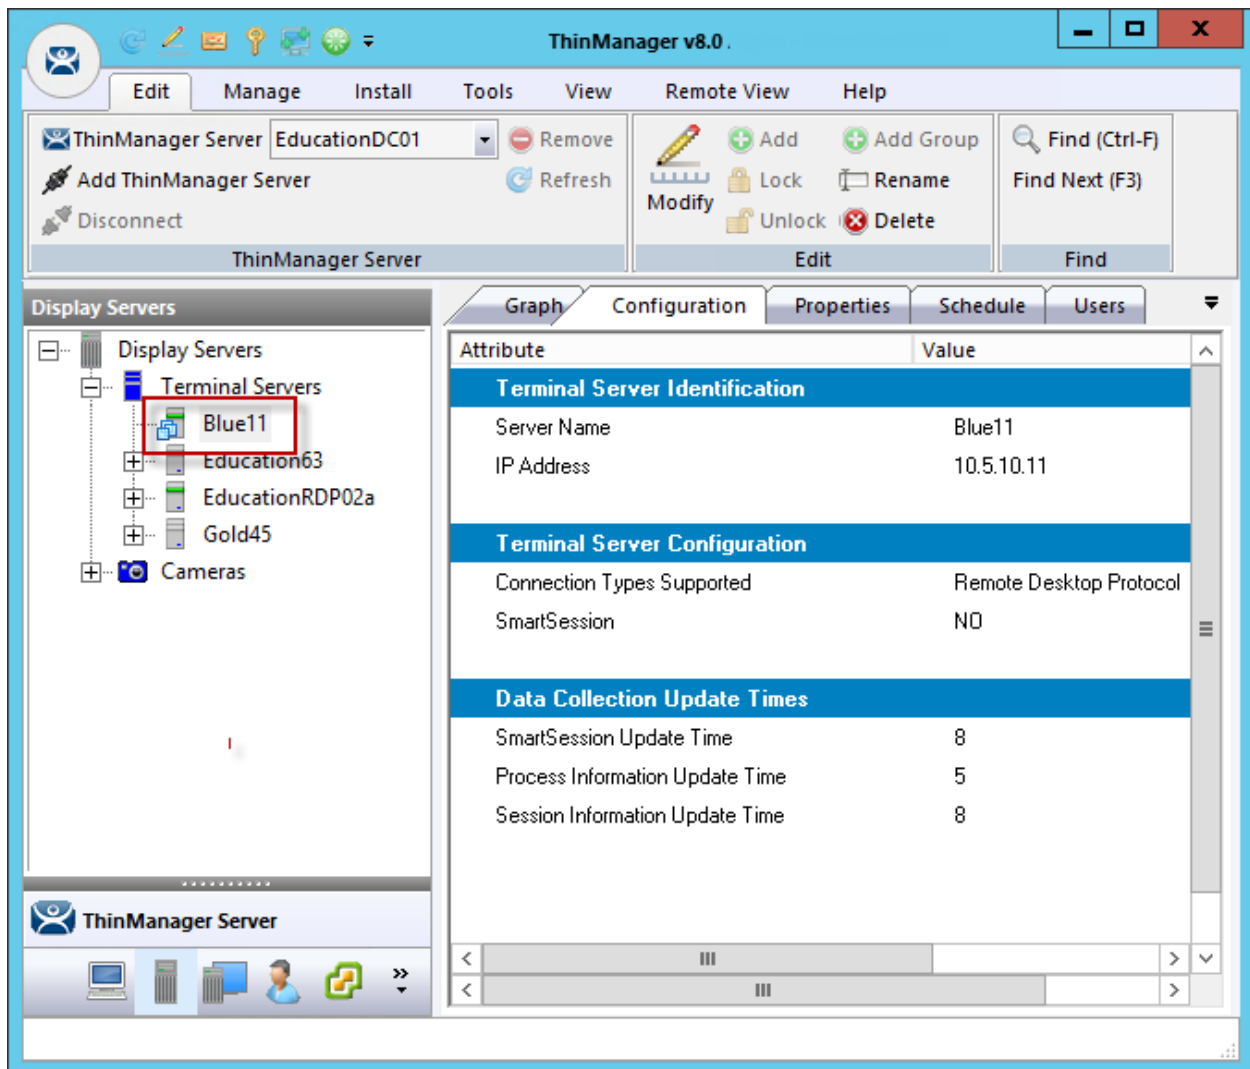 ThinManager v8.0 .
Edit Manage Install Tools View Remote View Help
ThinManager Server EducationDC01 Remove Add Add Group Find (Ctrl-F)
Add ThinManager Server Refresh Modify Lock Rename Find Next (F3)
Disconnect Unlock Delete
ThinManager Server Edit Find
Display Servers
Graph Configuration Properties Schedule Users
Display Servers
Terminal Servers
Blue11
Education63
EducationRDP02a
Gold45
Cameras
Attribute Value
Terminal Server Identification
Server Name Blue11
IP Address 10.5.10.11
Terminal Server Configuration
Connection Types Supported Remote Desktop Protocol
SmartSession NO
Data Collection Update Times
SmartSession Update Time 8
Process Information Update Time 5
Session Information Update Time 8
ThinManager Server